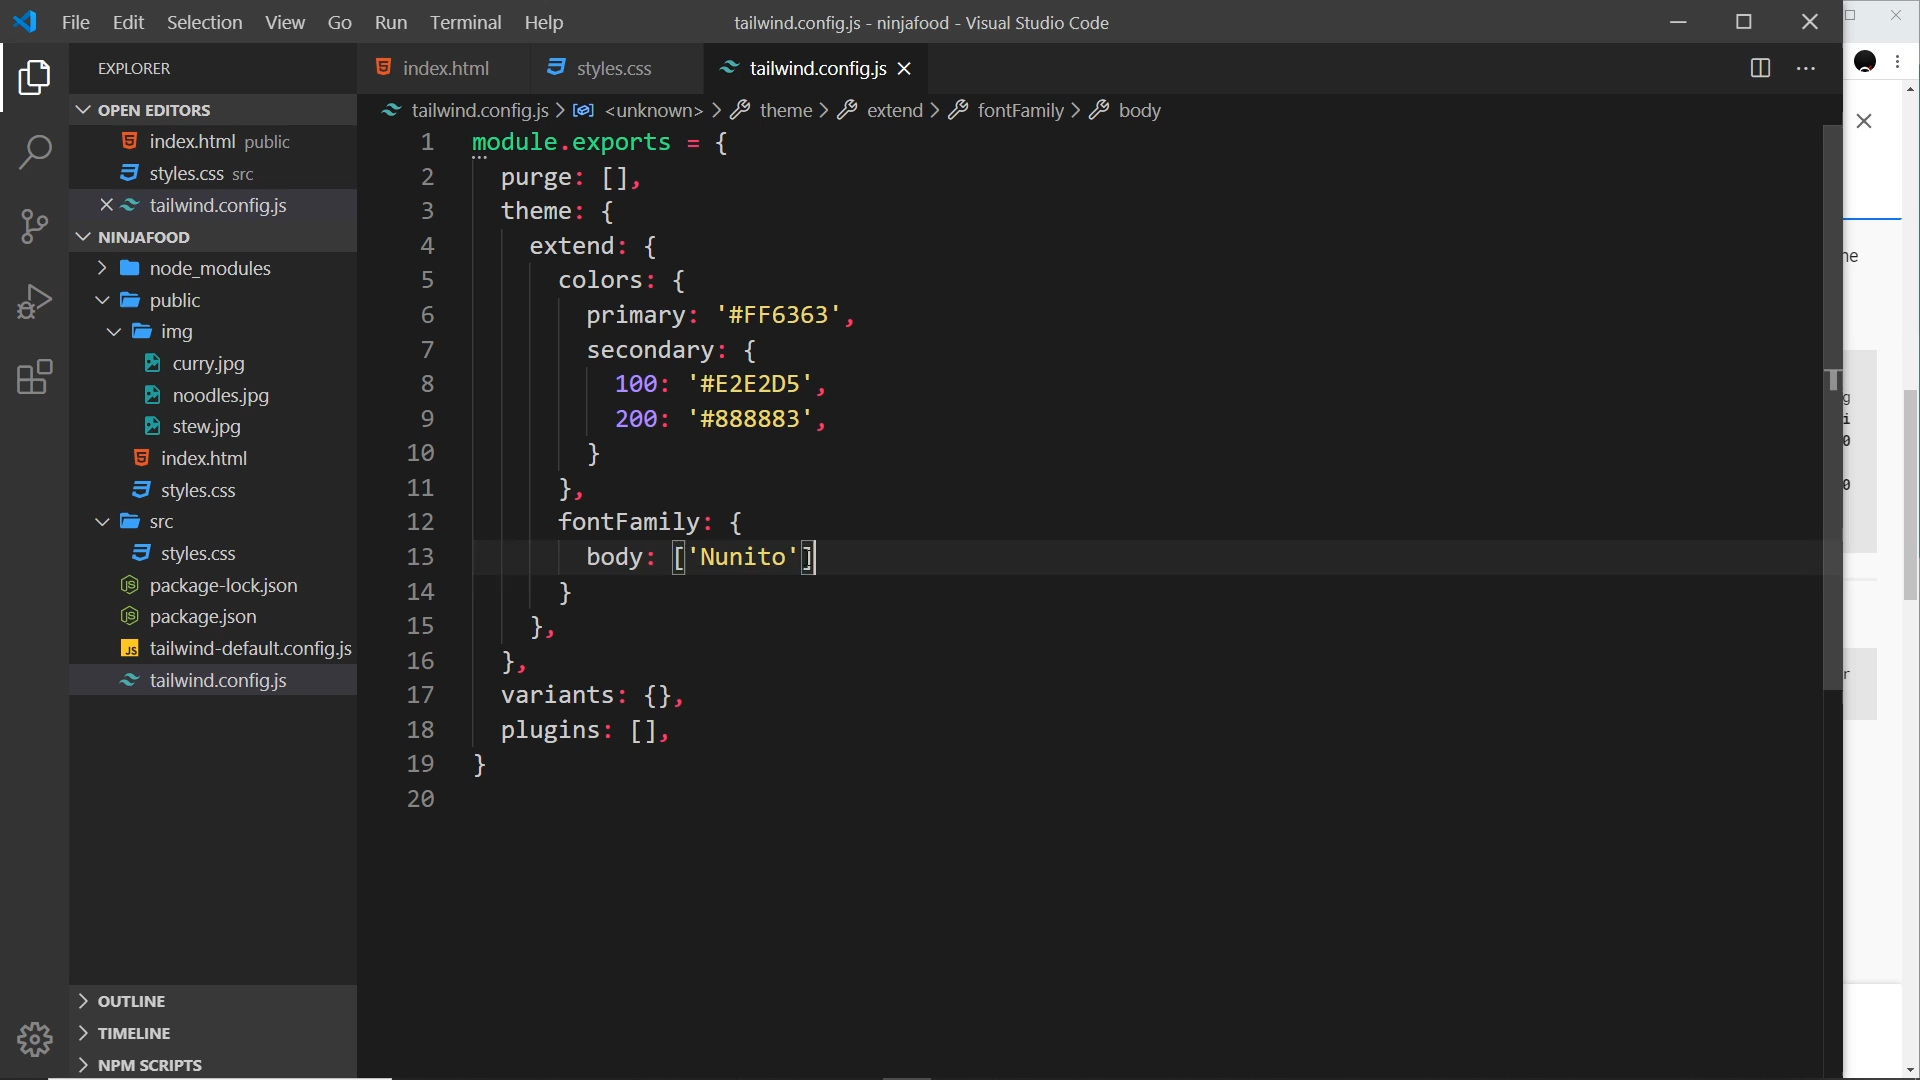 File Edit Selection View Go Run Terminal Help
tailwind.config.js - ninjafood - Visual Studio Code
EXPLORER
OPEN EDITORS
index.html public
styles.css src
tailwind.config.js
NINJAFOOD
node_modules
public
img
curry.jpg
noodles.jpg
stew.jpg
index.html
styles.css
src
styles.css
package-lock.json
package.json
tailwind-default.config.js
tailwind.config.js
OUTLINE
TIMELINE
NPM SCRIPTS
index.html styles.css tailwind.config.js
tailwind.config.js > <unknown> > theme > extend > fontFamily > body
1 module.exports = {
2 purge: [],
3 theme: {
4 extend: {
5 colors: {
6 primary: '#FF6363',
7 secondary: {
8 100: '#E2E2D5',
9 200: '#888883',
10 }
11 },
12 fontFamily: {
13 body: ['Nunito']
14 }
15 },
16 },
17 variants: {},
18 plugins: [],
19 }
20